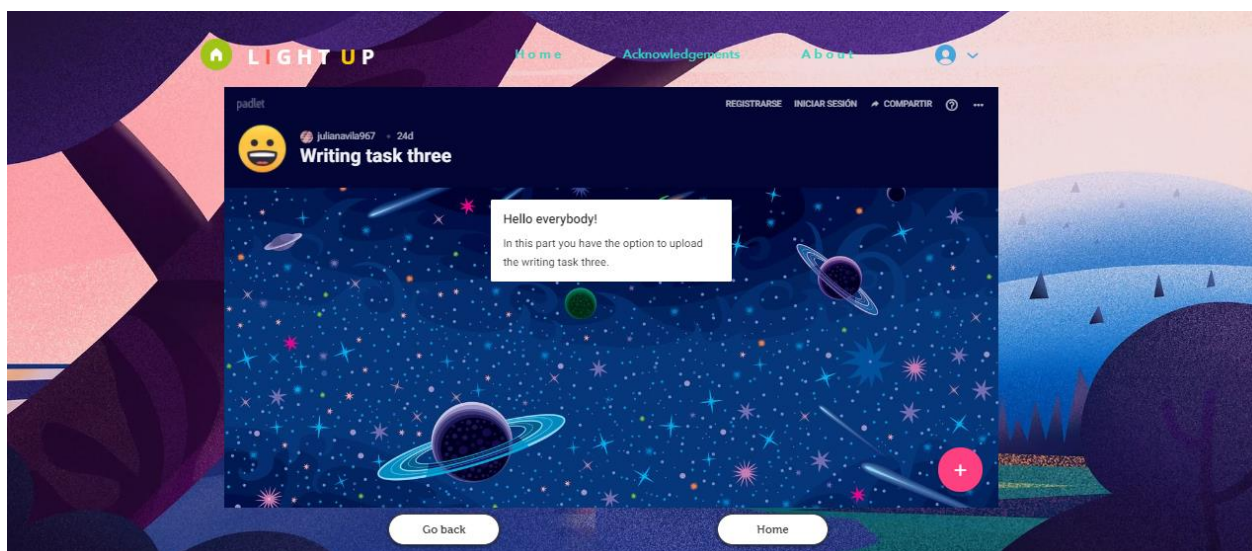 LIGHT UP
Home Acknowledgements About
padlet
REGISTRARSE INICIAR SESIÓN COMPARTIR
julianavila967 • 24d
Writing task three
Hello everybody!
In this part you have the option to upload
the writing task three.
Go back Home